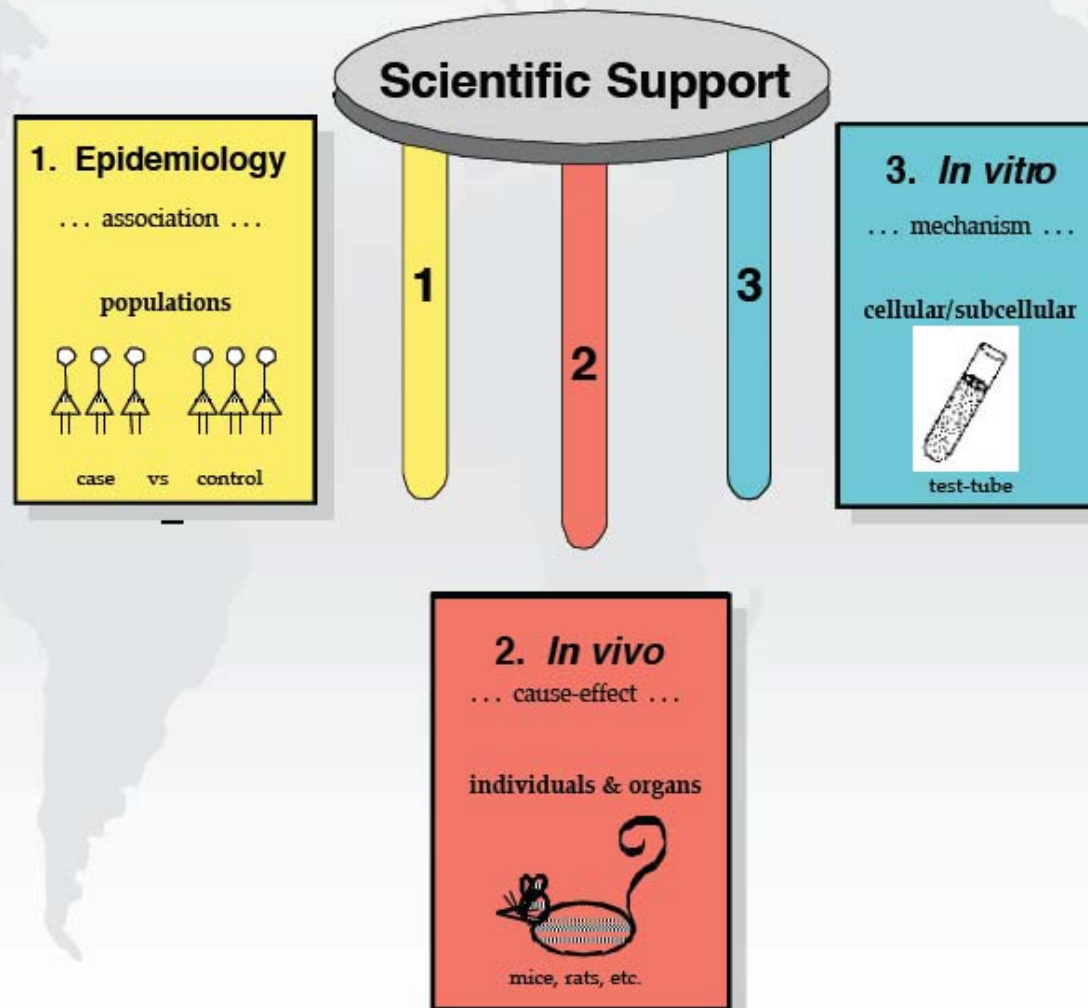 Scientific Support
1. Epidemiology
... association ...
populations
case vs control
1
2
3
3. In vitro
... mechanism ...
cellular/subcellular
test-tube
2. In vivo
... cause-effect ...
individuals & organs
mice, rats, etc.